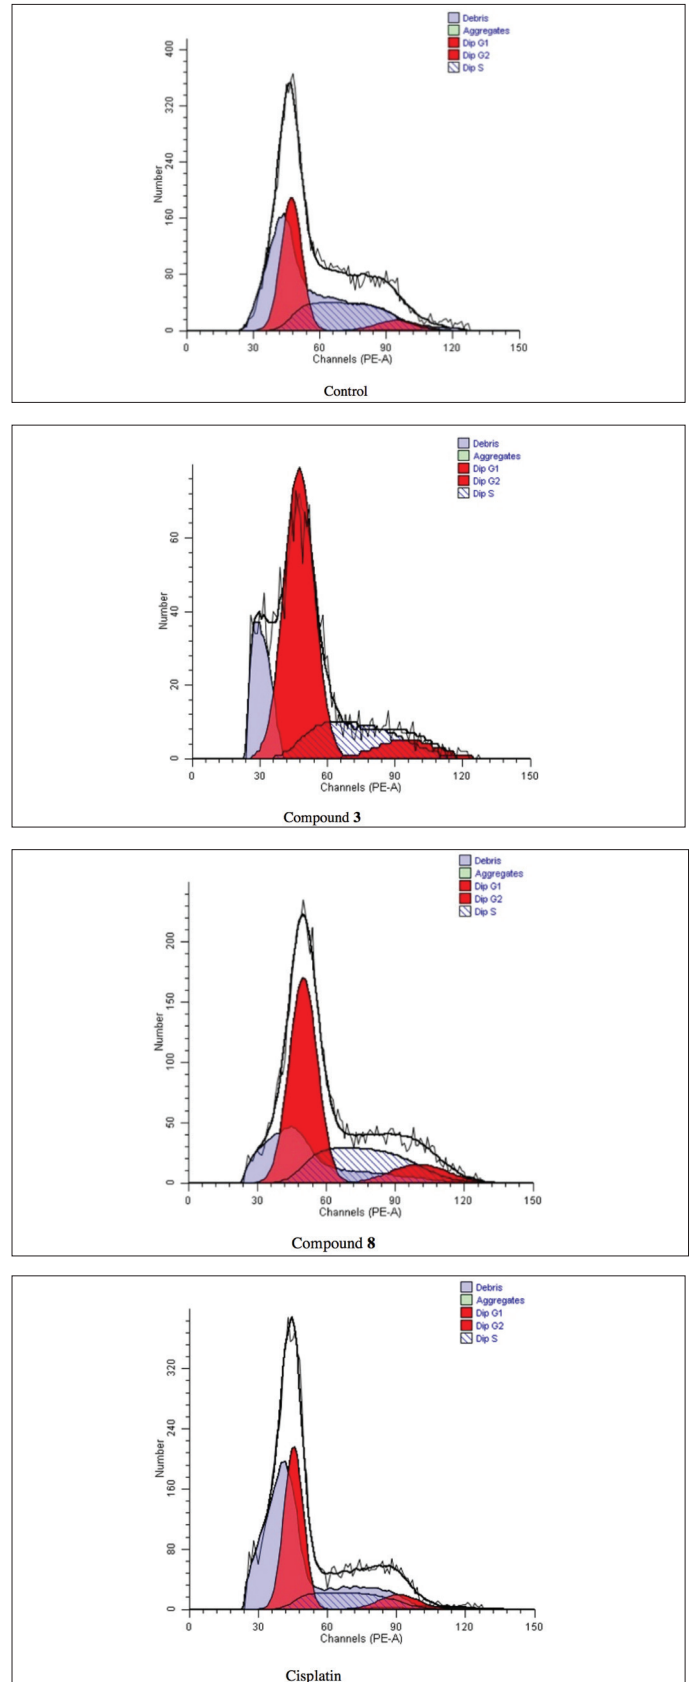 Debris
Aggregates
Dip G1
Dip G2
Dip S
400
320
240
160
80
0
Number
0 30 60 90 120 150
Channels (PE-A)
Control
Debris
Aggregates
Dip G1
Dip G2
Dip S
60
40
20
0
Number
0 30 60 90 120 150
Channels (PE-A)
Compound 3
Debris
Aggregates
Dip G1
Dip G2
Dip S
200
150
100
50
0
Number
0 30 60 90 120 150
Channels (PE-A)
Compound 8
Debris
Aggregates
Dip G1
Dip G2
Dip S
320
240
160
80
0
Number
0 30 60 90 120 150
Channels (PE-A)
Cisplatin